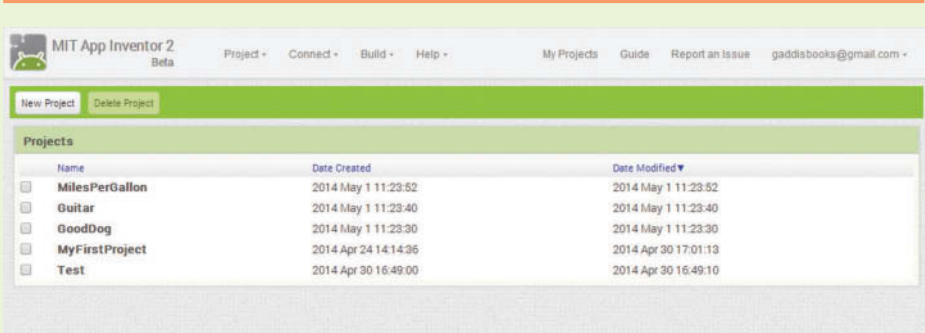 MIT App Inventor 2
Beta
Project Connect Build Help My Projects Guide Report an Issue gaddisbooks@gmail.com
New Project Delete Project
Projects
Name Date Created Date Modified▼
MilesPerGallon 2014 May 1 11:23:52 2014 May 1 11:23:52
Guitar 2014 May 1 11:23:40 2014 May 1 11:23:40
GoodDog 2014 May 1 11:23:30 2014 May 1 11:23:30
MyFirstProject 2014 Apr 24 14:14:36 2014 Apr 30 17:01:13
Test 2014 Apr 30 16:49:00 2014 Apr 30 16:49:10